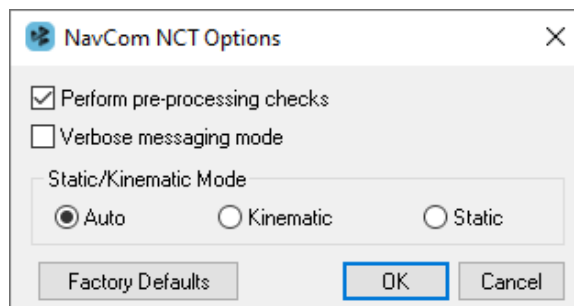 NavCom NCT Options
Perform pre-processing checks
Verbose messaging mode
Static/Kinematic Mode
Auto Kinematic Static
Factory Defaults OK Cancel